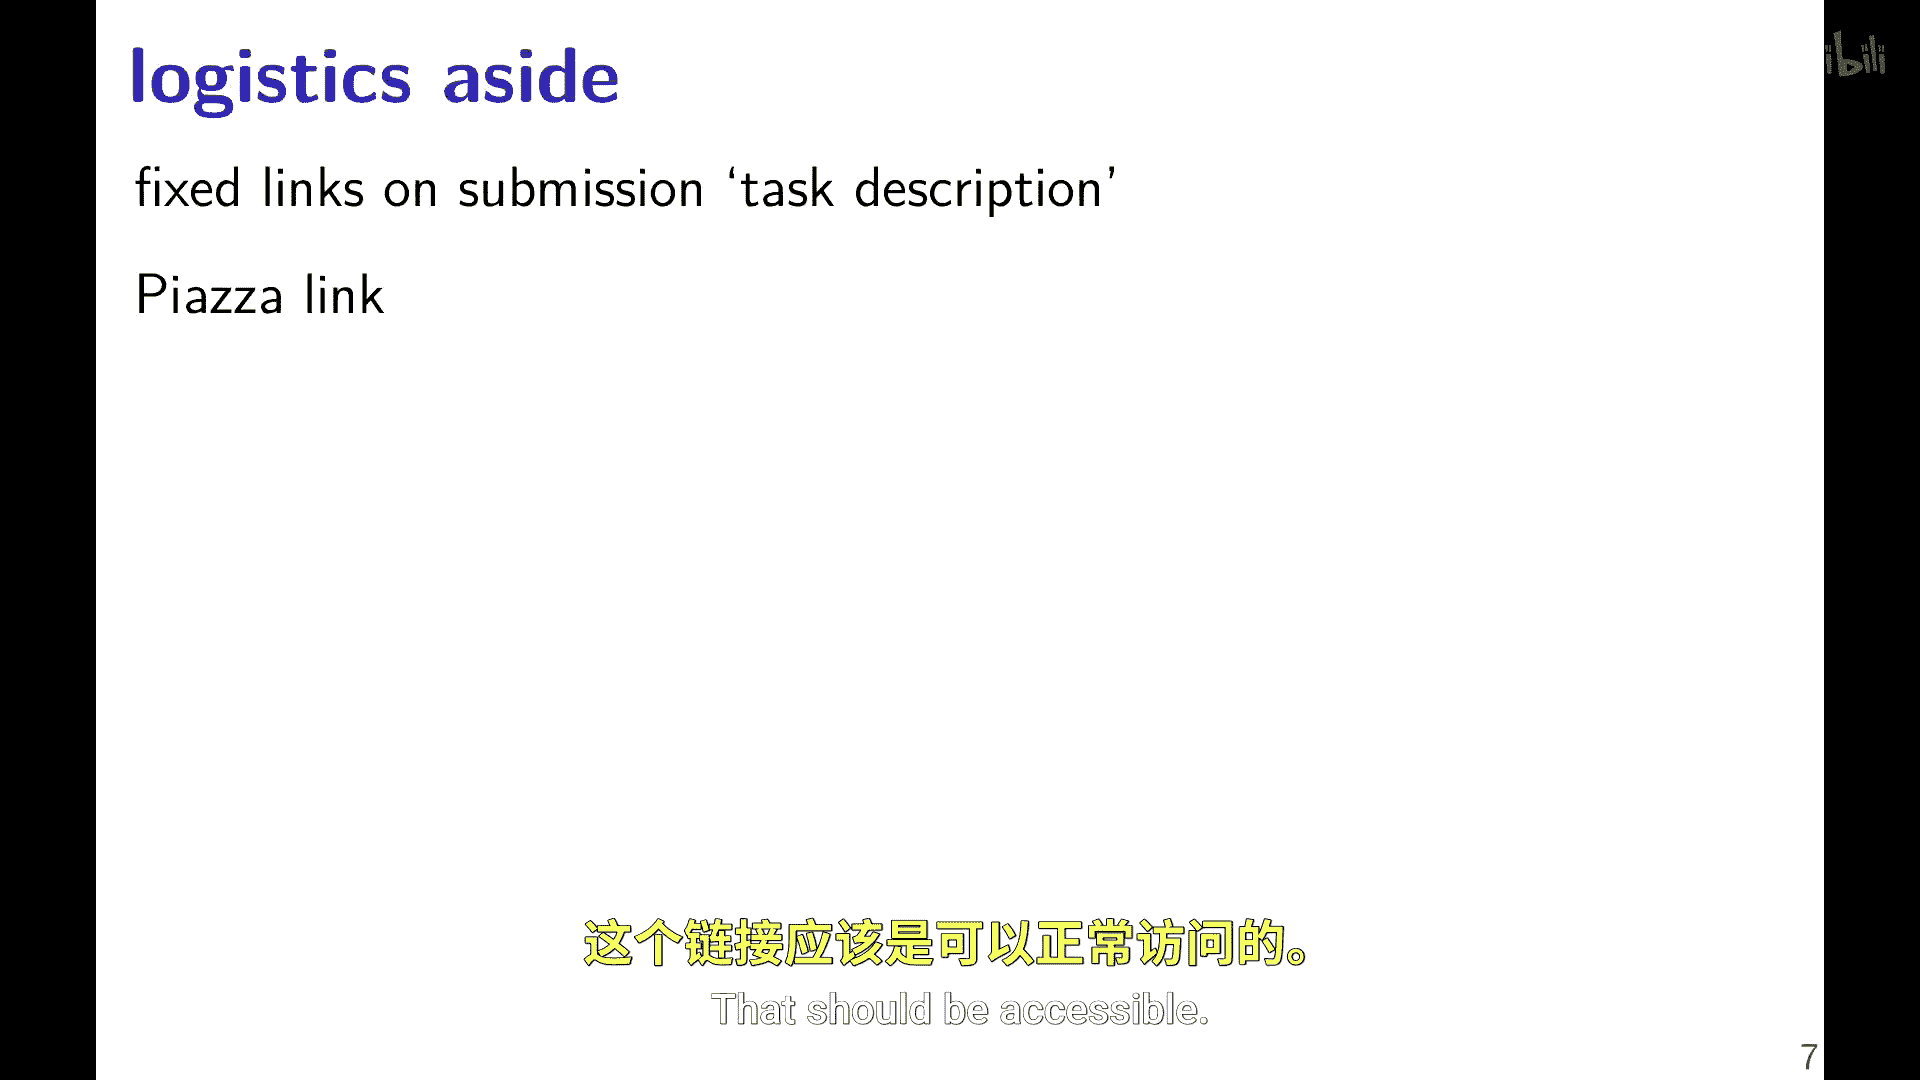 logistics aside
fixed links on submission ‘task description’
Piazza link
这个链接应该是可以正常访问的。
That should be accessible.
7